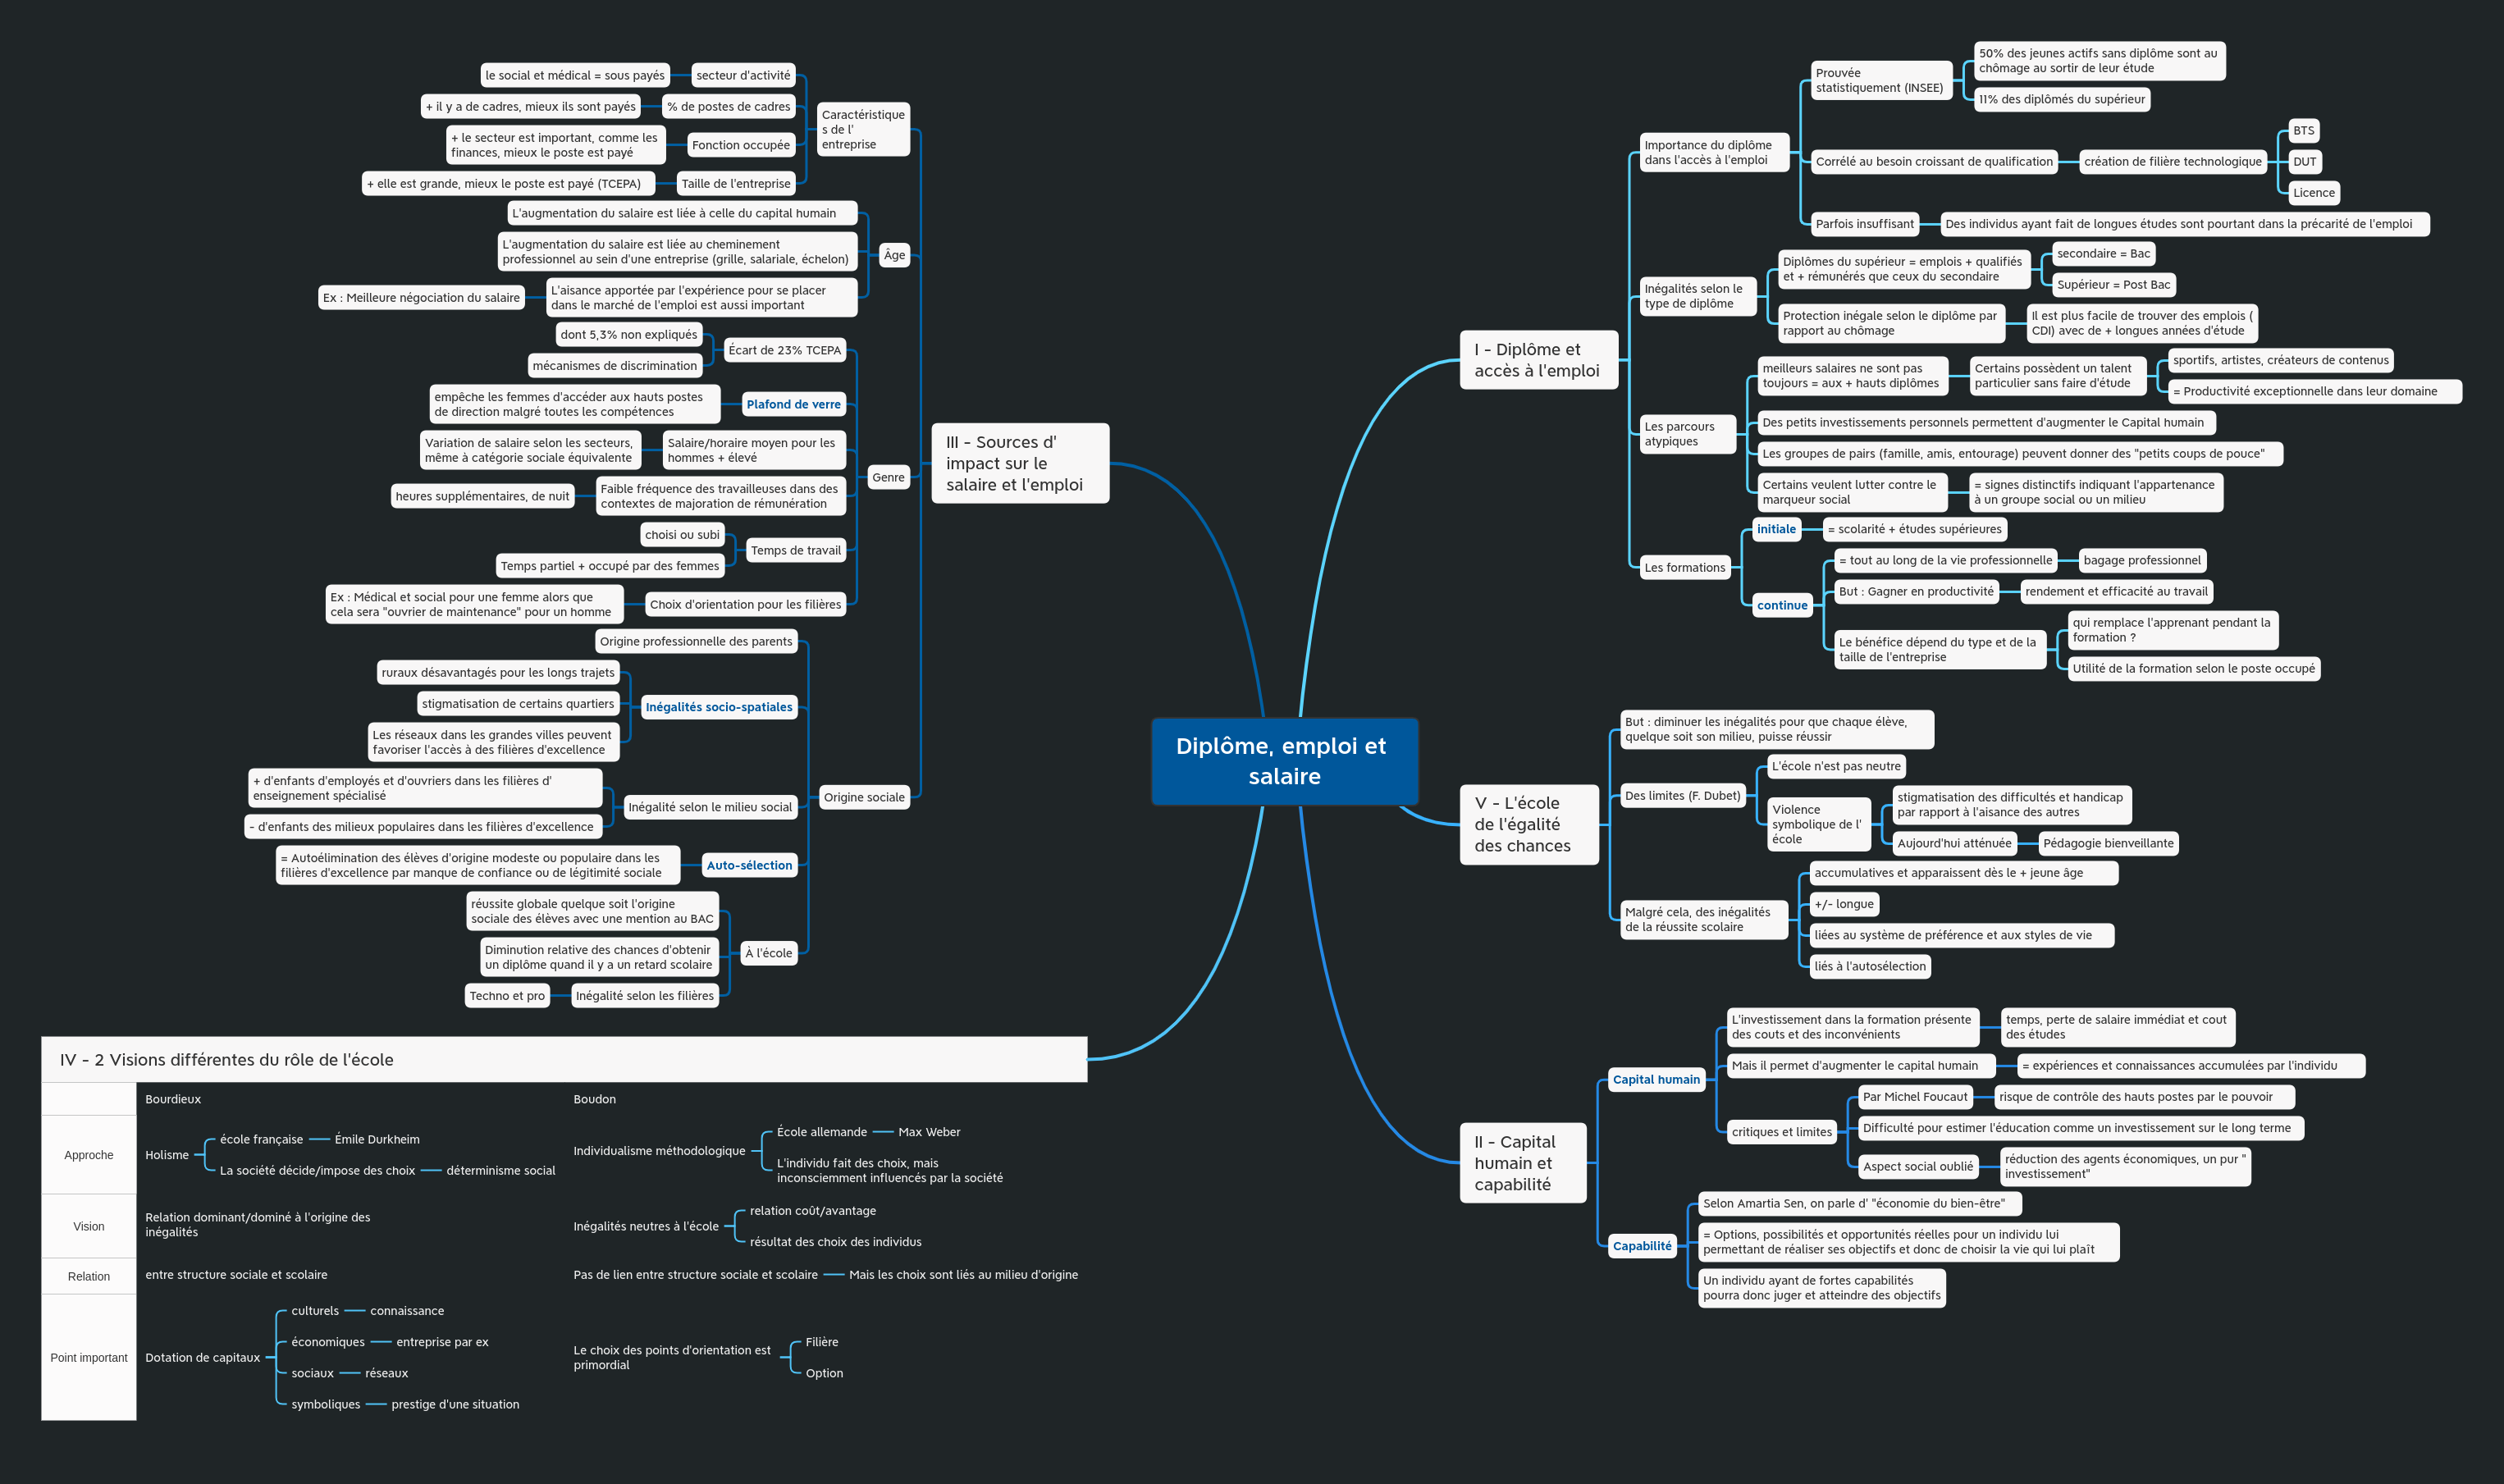 Diplôme, emploi et
salaire
I - Diplôme et
accès à l'emploi
Importance du diplôme
dans l'accès à l'emploi
Prouvée
statistiquement (INSEE)
50% des jeunes actifs sans diplôme sont au
chômage au sortir de leur étude
11% des diplômés du supérieur
Corrélé au besoin croissant de qualification
création de filière technologique
BTS
DUT
Licence
Parfois insuffisant
Des individus ayant fait de longues études sont pourtant dans la précarité de l'emploi
Inégalités selon le
type de diplôme
Diplômes du supérieur = emplois + qualifiés
et + rémunérés que ceux du secondaire
secondaire = Bac
Supérieur = Post Bac
Protection inégale selon le diplôme par
rapport au chômage
Il est plus facile de trouver des emplois (
CDI) avec de + longues années d'étude
Les parcours
atypiques
meilleurs salaires ne sont pas
toujours = aux + hauts diplômes
Certains possèdent un talent
particulier sans faire d'étude
sportifs, artistes, créateurs de contenus
= Productivité exceptionnelle dans leur domaine
Des petits investissements personnels permettent d'augmenter le Capital humain
Les groupes de pairs (famille, amis, entourage) peuvent donner des "petits coups de pouce"
Certains veulent lutter contre le
marqueur social
= signes distinctifs indiquant l'appartenance
à un groupe social ou un milieu
Les formations
initiale
= scolarité + études supérieures
continue
= tout au long de la vie professionnelle
bagage professionnel
But : Gagner en productivité
rendement et efficacité au travail
Le bénéfice dépend du type et de la
taille de l'entreprise
qui remplace l'apprenant pendant la
formation ?
Utilité de la formation selon le poste occupé
V - L'école
de l'égalité
des chances
But : diminuer les inégalités pour que chaque élève,
quelque soit son milieu, puisse réussir
Des limites (F. Dubet)
L'école n'est pas neutre
Violence
symbolique de l'
école
stigmatisation des difficultés et handicap
par rapport à l'aisance des autres
Aujourd'hui atténuée
Pédagogie bienveillante
Malgré cela, des inégalités
de la réussite scolaire
accumulatives et apparaissent dès le + jeune âge
+/- longue
liées au système de préférence et aux styles de vie
liés à l'autosélection
II - Capital
humain et
capabilité
Capital humain
L'investissement dans la formation présente
des couts et des inconvénients
temps, perte de salaire immédiat et cout
des études
Mais il permet d'augmenter le capital humain
= expériences et connaissances accumulées par l'individu
critiques et limites
Par Michel Foucaut
risque de contrôle des hauts postes par le pouvoir
Difficulté pour estimer l'éducation comme un investissement sur le long terme
Aspect social oublié
réduction des agents économiques, un pur "
investissement"
Capabilité
Selon Amartia Sen, on parle d' "économie du bien-être"
= Options, possibilités et opportunités réelles pour un individu lui
permettant de réaliser ses objectifs et donc de choisir la vie qui lui plaît
Un individu ayant de fortes capabilités
pourra donc juger et atteindre des objectifs
III - Sources d'
impact sur le
salaire et l'emploi
Caractéristique
s de l'
entreprise
secteur d'activité
le social et médical = sous payés
% de postes de cadres
+ il y a de cadres, mieux ils sont payés
Fonction occupée
+ le secteur est important, comme les
finances, mieux le poste est payé
Taille de l'entreprise
+ elle est grande, mieux le poste est payé (TCEPA)
Âge
L'augmentation du salaire est liée à celle du capital humain
L'augmentation du salaire est liée au cheminement
professionnel au sein d'une entreprise (grille, salariale, échelon)
L'aisance apportée par l'expérience pour se placer
dans le marché de l'emploi est aussi important
Ex : Meilleure négociation du salaire
Genre
Écart de 23% TCEPA
dont 5,3% non expliqués
mécanismes de discrimination
Plafond de verre
empêche les femmes d'accéder aux hauts postes
de direction malgré toutes les compétences
Salaire/horaire moyen pour les
hommes + élevé
Variation de salaire selon les secteurs,
même à catégorie sociale équivalente
Faible fréquence des travailleuses dans des
contextes de majoration de rémunération
heures supplémentaires, de nuit
Temps de travail
choisi ou subi
Temps partiel + occupé par des femmes
Choix d'orientation pour les filières
Ex : Médical et social pour une femme alors que
cela sera "ouvrier de maintenance" pour un homme
Origine sociale
Origine professionnelle des parents
Inégalités socio-spatiales
ruraux désavantagés pour les longs trajets
stigmatisation de certains quartiers
Les réseaux dans les grandes villes peuvent
favoriser l'accès à des filières d'excellence
Inégalité selon le milieu social
+ d'enfants d'employés et d'ouvriers dans les filières d'
enseignement spécialisé
- d'enfants des milieux populaires dans les filières d'excellence
Auto-sélection
= Autoélimination des élèves d'origine modeste ou populaire dans les
filières d'excellence par manque de confiance ou de légitimité sociale
À l'école
réussite globale quelque soit l'origine
sociale des élèves avec une mention au BAC
Diminution relative des chances d'obtenir
un diplôme quand il y a un retard scolaire
Inégalité selon les filières
Techno et pro
IV - 2 Visions différentes du rôle de l'école
Bourdieux
Boudon
Approche
Holisme
école française
Émile Durkheim
La société décide/impose des choix
déterminisme social
Individualisme méthodologique
École allemande
Max Weber
L'individu fait des choix, mais
inconsciemment influencés par la société
Vision
Relation dominant/dominé à l'origine des
inégalités
Inégalités neutres à l'école
relation coût/avantage
résultat des choix des individus
Relation
entre structure sociale et scolaire
Pas de lien entre structure sociale et scolaire
Mais les choix sont liés au milieu d'origine
Point important
Dotation de capitaux
culturels
connaissance
économiques
entreprise par ex
sociaux
réseaux
symboliques
prestige d'une situation
Le choix des points d'orientation est
primordial
Filière
Option